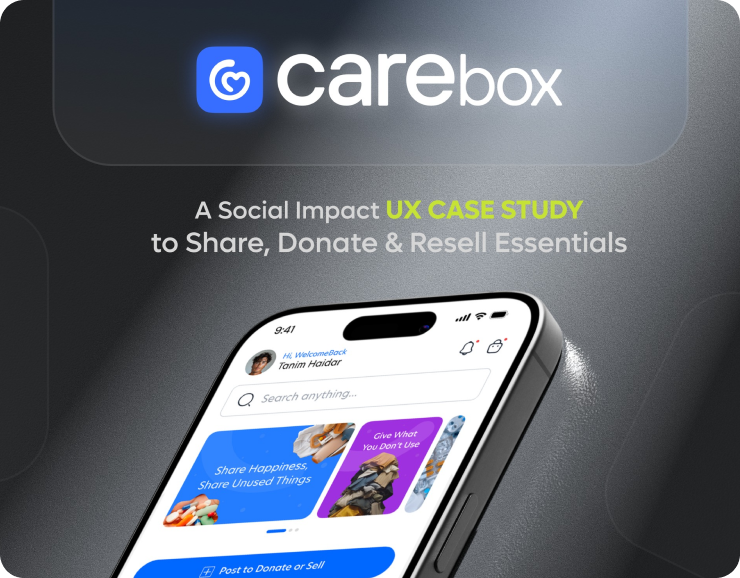 carebox
A Social Impact UX CASE STUDY
to Share, Donate & Resell Essentials
9:41
Hi, WelcomeBack
Tanim Haidar
Search anything...
Share Happiness,
Share Unused Things
Give What
You Don't Use
Post to Donate or Sell